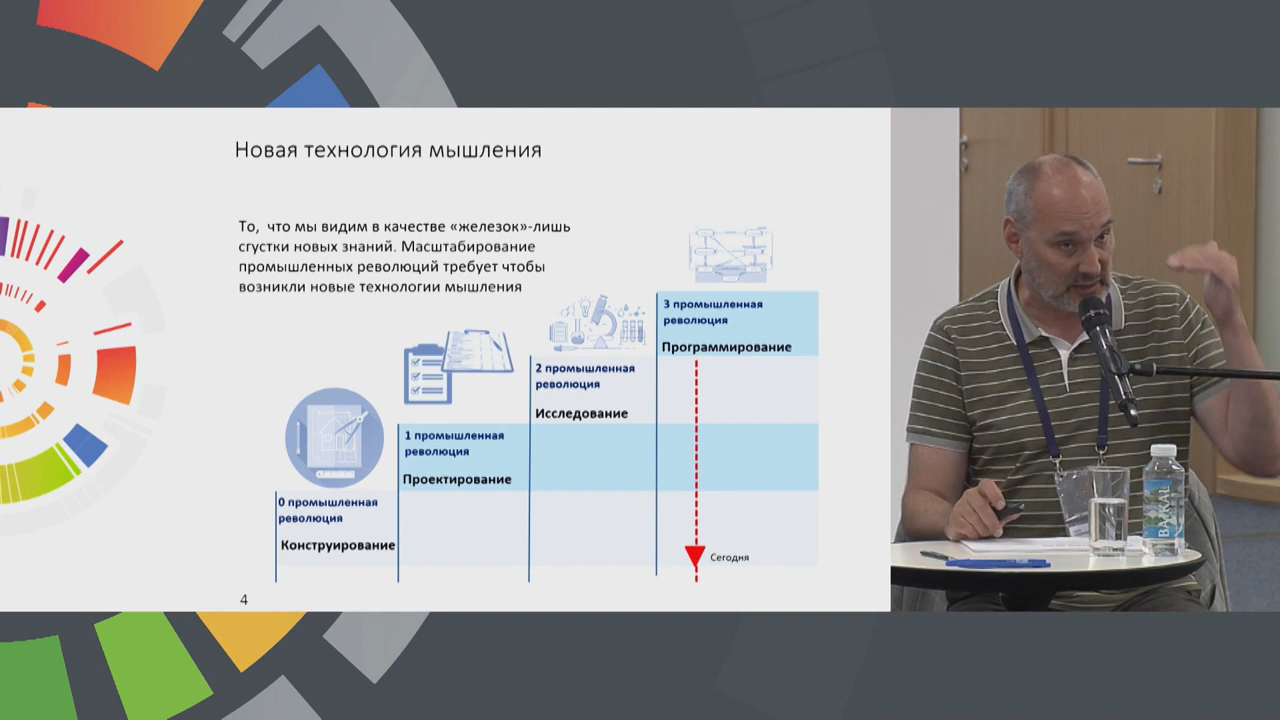 Новая технология мышления
То,  что мы видим в качестве «железок»-лишь
сгустки новых знаний. Масштабирование
промышленных революций требует чтобы
возникли новые технологии мышления
3 промышленная
революция
Программирование
2 промышленная
революция
Исследование
1 промышленная
революция
Проектирование
0 промышленная
революция
Конструирование
Сегодня
4
BAIKAL